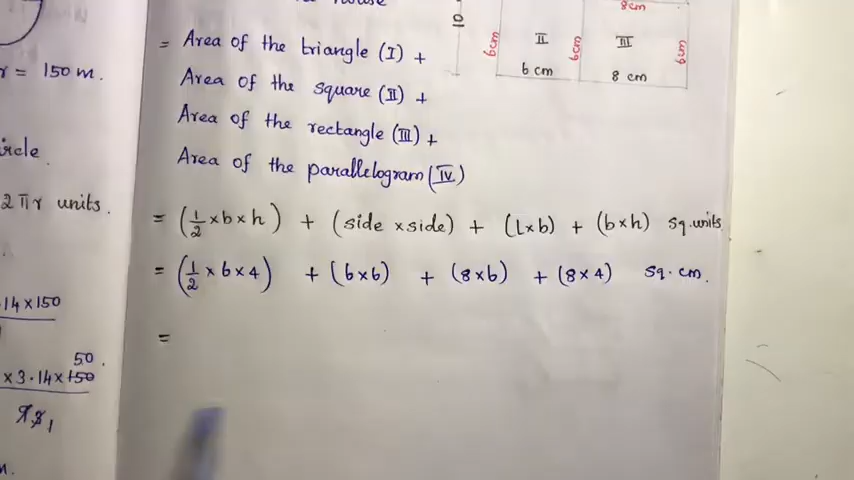 r = 150 m.
ircle
2πr units.
.14×150
50
× 3.14×150
m.
10
8cm
6cm
II
6cm
III
6cm
6 cm
8 cm
= Area of the triangle (I) +
Area of the square (II) +
Area of the rectangle (III) +
Area of the parallelogram (IV)
= (1/2 × b × h) + (side × side) + (l×b) + (b×h) Sq.units
= (1/2 × 6 × 4) + (6×6) + (8×6) + (8×4) Sq.cm.
=